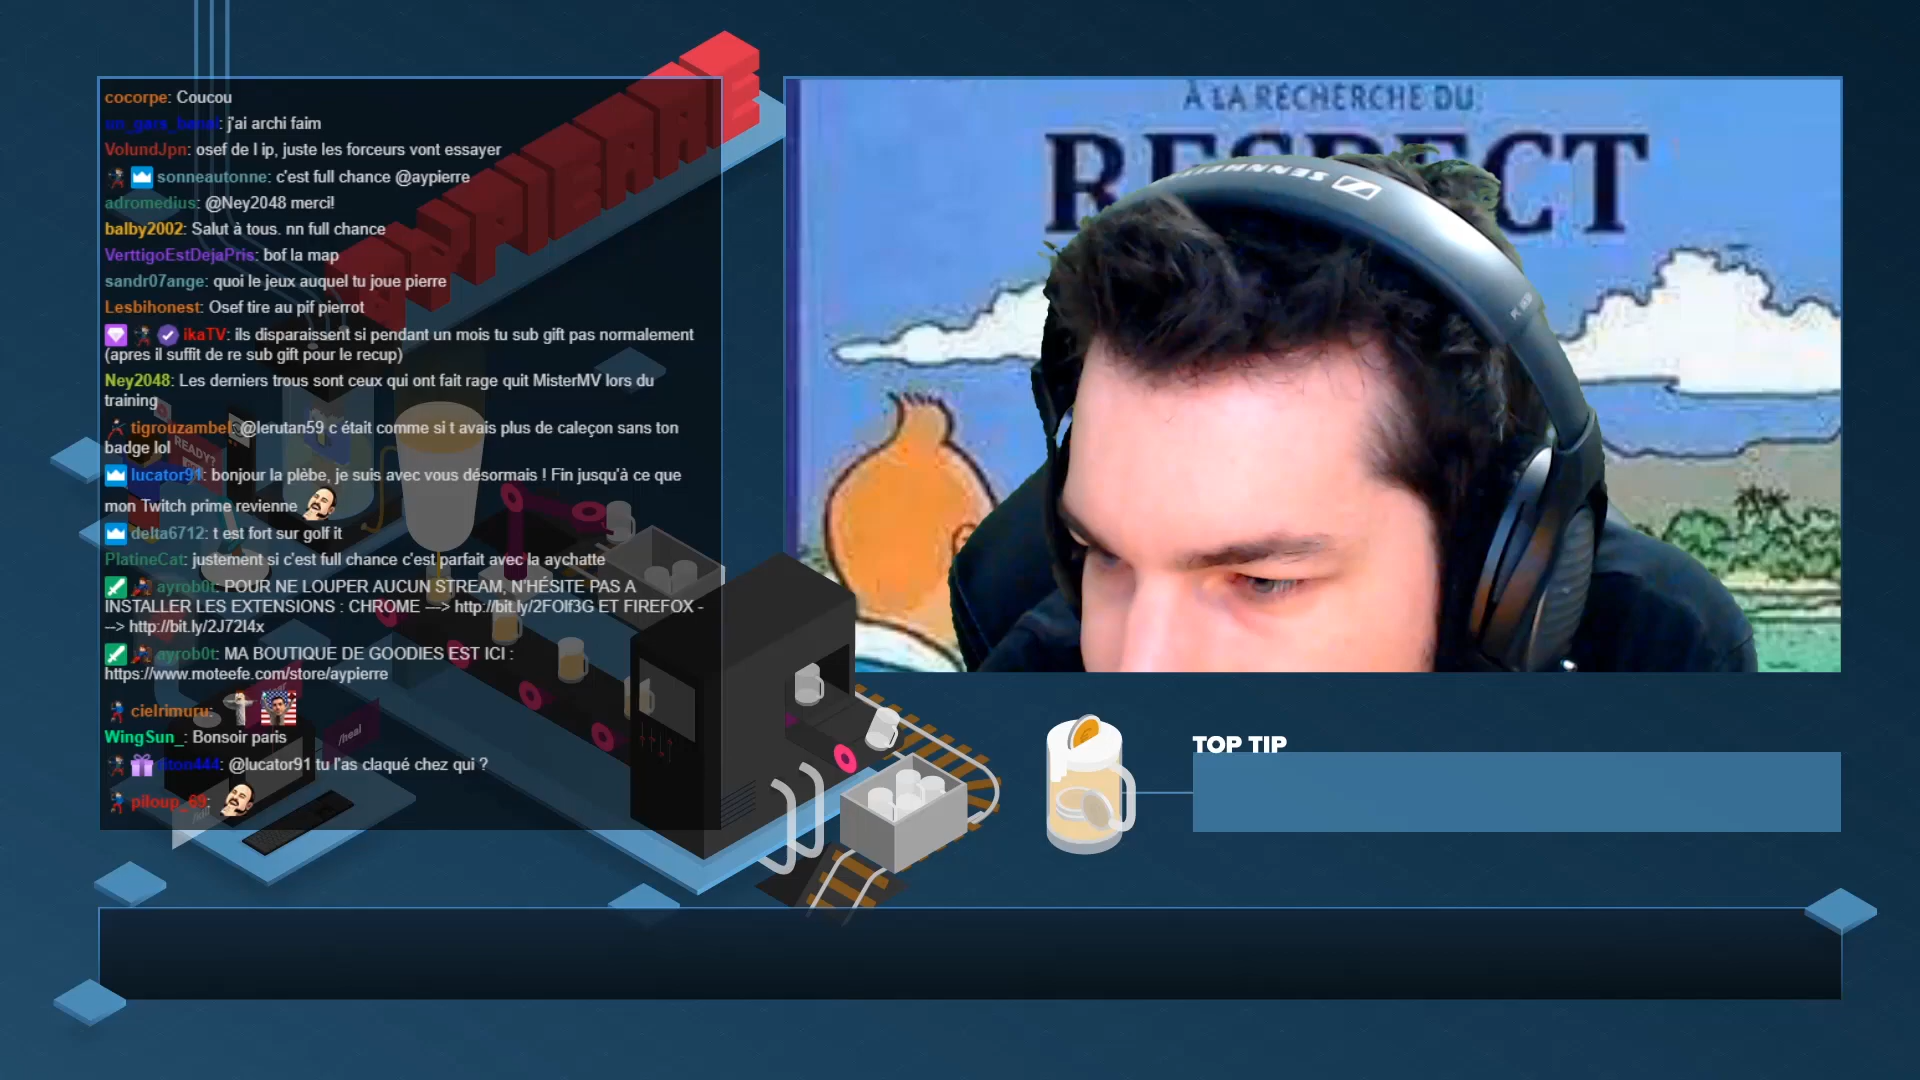 AYPIERRE
cocorpe: Coucou
un_gars_banal: j'ai archi faim
VolundJpn: osef de l ip, juste les forceurs vont essayer
sonneautonne: c'est full chance @aypierre
adromedius: @Ney2048 merci!
balby2002: Salut à tous. nn full chance
VerttigoEstDejaPris: bof la map
sandr07ange: quoi le jeux auquel tu joue pierre
Lesbihonest: Osef tire au pif pierrot
ikaTV: ils disparaissent si pendant un mois tu sub gift pas normalement
(apres il suffit de re sub gift pour le recup)
Ney2048: Les derniers trous sont ceux qui ont fait rage quit MisterMV lors du
training
tigrouzambel: @lerutan59 c était comme si t avais plus de caleçon sans ton
badge lol
READY?
lucator91: bonjour la plèbe, je suis avec vous désormais ! Fin jusqu'à ce que
mon Twitch prime revienne
delta6712: t est fort sur golf it
PlatineCat: justement si c'est full chance c'est parfait avec la aychatte
ayrob0t: POUR NE LOUPER AUCUN STREAM, N'HÉSITE PAS A
INSTALLER LES EXTENSIONS : CHROME ---> http://bit.ly/2FOlf3G ET FIREFOX -
--> http://bit.ly/2J72I4x
ayrob0t: MA BOUTIQUE DE GOODIES EST ICI :
https://www.moteefe.com/store/aypierre
cielrimuru:
WingSun_: Bonsoir paris
/heal
@lucator91 tu l'as claqué chez qui ?
piloup_69:
À LA RECHERCHE DU
RESPECT
SENNHEISER
TOP TIP